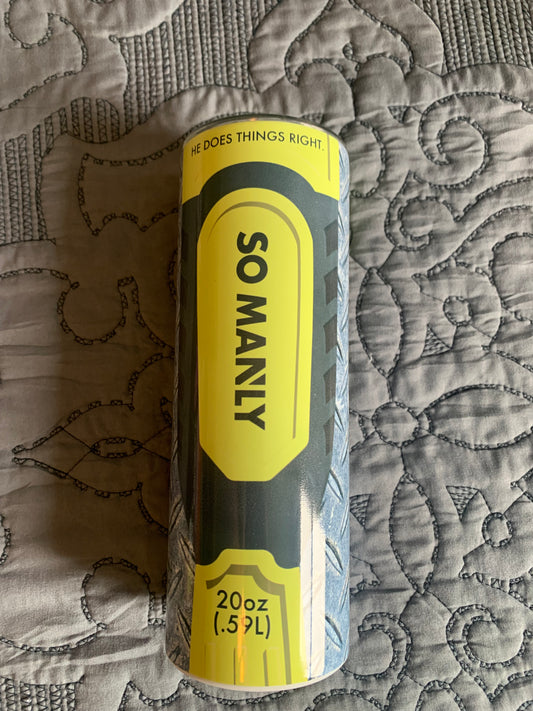 HE DOES THINGS RIGHT.
SO MANLY
20oz
(.59L)